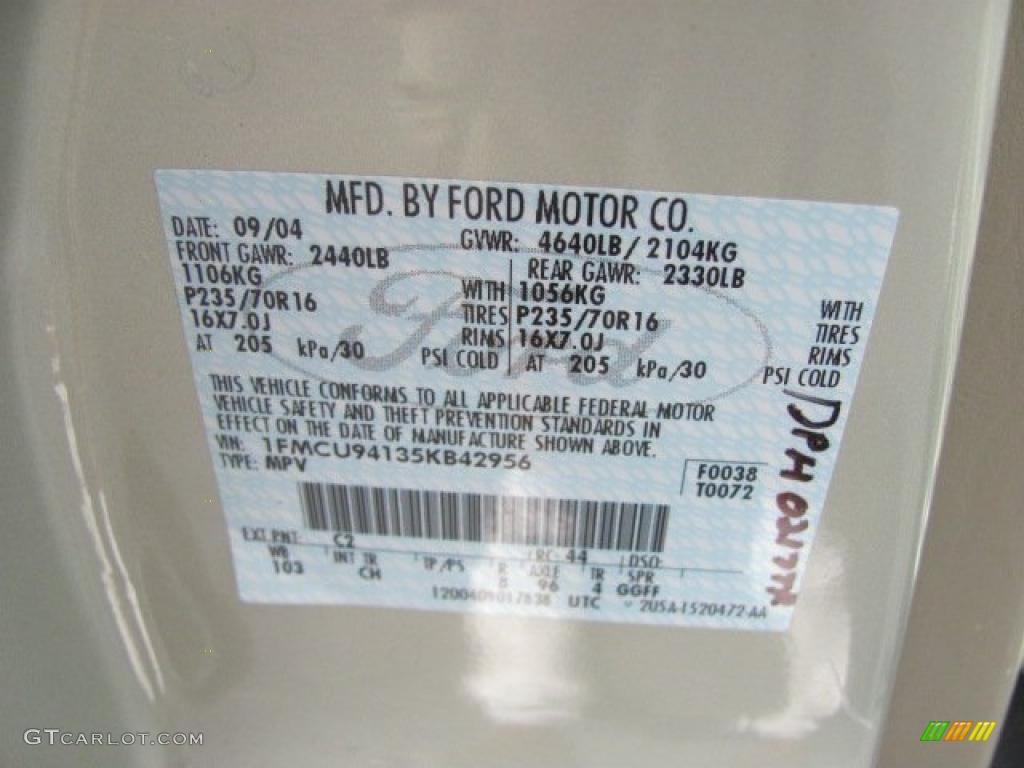 MFD. BY FORD MOTOR CO.
DATE: 09/04 GVWR: 4640LB/ 2104KG
FRONT GAWR: 2440LB REAR GAWR: 2330LB
1106KG WITH 1056KG WITH
P235/70R16 TIRES P235/70R16 TIRES
16X7.0J RIMS 16X7.0J RIMS
AT 205 kPa/30 PSI COLD AT 205 kPa/30 PSI COLD
THIS VEHICLE CONFORMS TO ALL APPLICABLE FEDERAL MOTOR
VEHICLE SAFETY AND THEFT PREVENTION STANDARDS IN
EFFECT ON THE DATE OF MANUFACTURE SHOWN ABOVE.
VIN: 1FMCU94135KB42956
TYPE: MPV
F0038
T0072
EXT PNT: C2 RC: 44 DSO:
WB INT TR TP/PS R AXLE TR SPR
103 CH 8 96 4 GGFF
UTC 2U5A-1520472-AA
Ford
GTCARLOT.COM